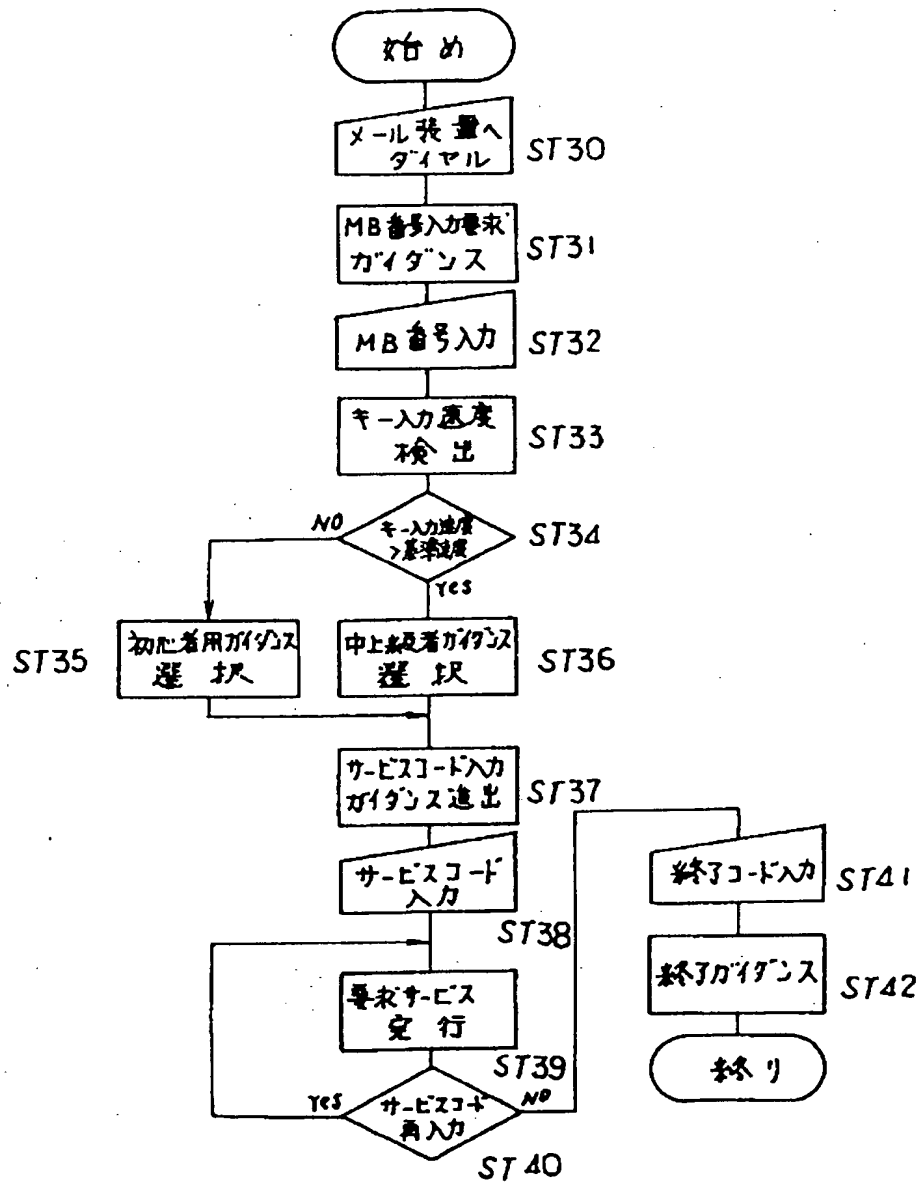 始め
メール装置へ
ダイヤル
ST30
MB番号入力要求
ガイダンス
ST31
MB番号入力
ST32
キー入力速度
検出
ST33
キー入力速度
>基準速度
ST34
NO
Yes
初心者用ガイダンス
選択
ST35
中上級者ガイダンス
選択
ST36
サービスコード入力
ガイダンス送出
ST37
サービスコード
入力
ST38
要求サービス
実行
ST39
サービスコード
再入力
ST40
Yes
NO
終了コード入力
ST41
終了ガイダンス
ST42
終り